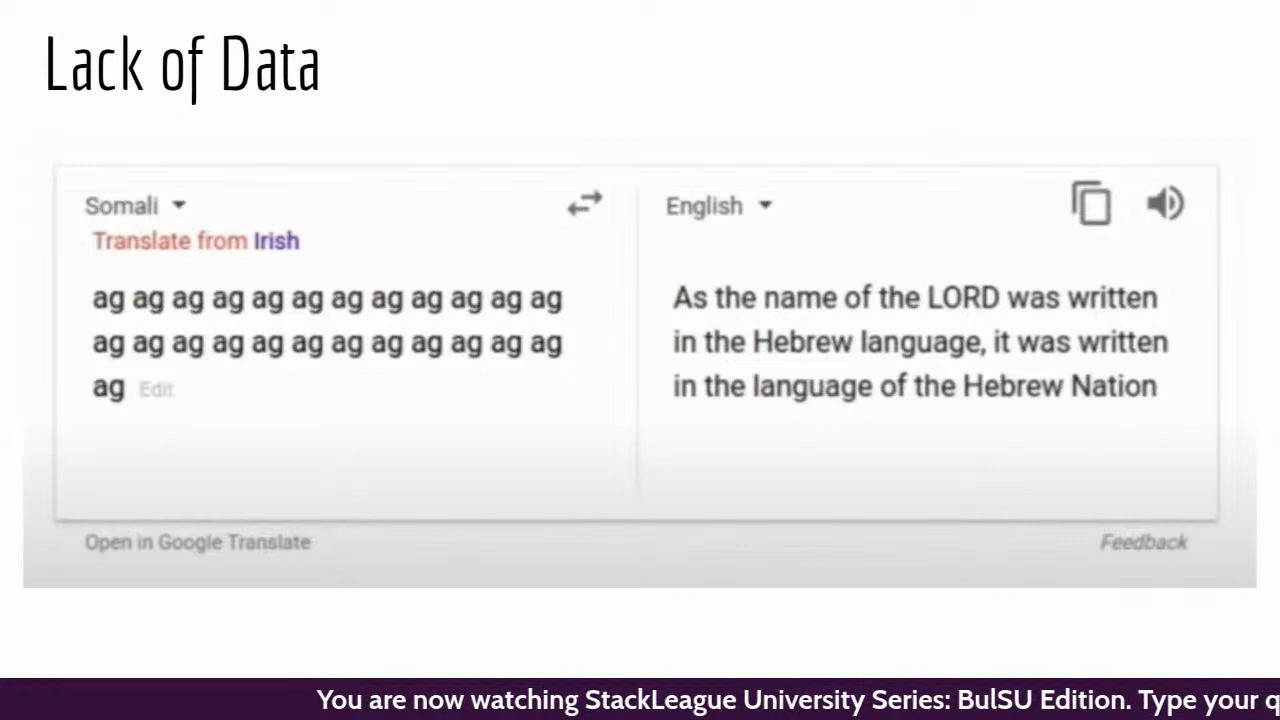 Lack of Data
Somali
English
Translate from Irish
ag ag ag ag ag ag ag ag ag ag ag ag
ag ag ag ag ag ag ag ag ag ag ag ag
ag Edit
As the name of the LORD was written
in the Hebrew language, it was written
in the language of the Hebrew Nation
Open in Google Translate
Feedback
You are now watching StackLeague University Series: BulSU Edition. Type your q